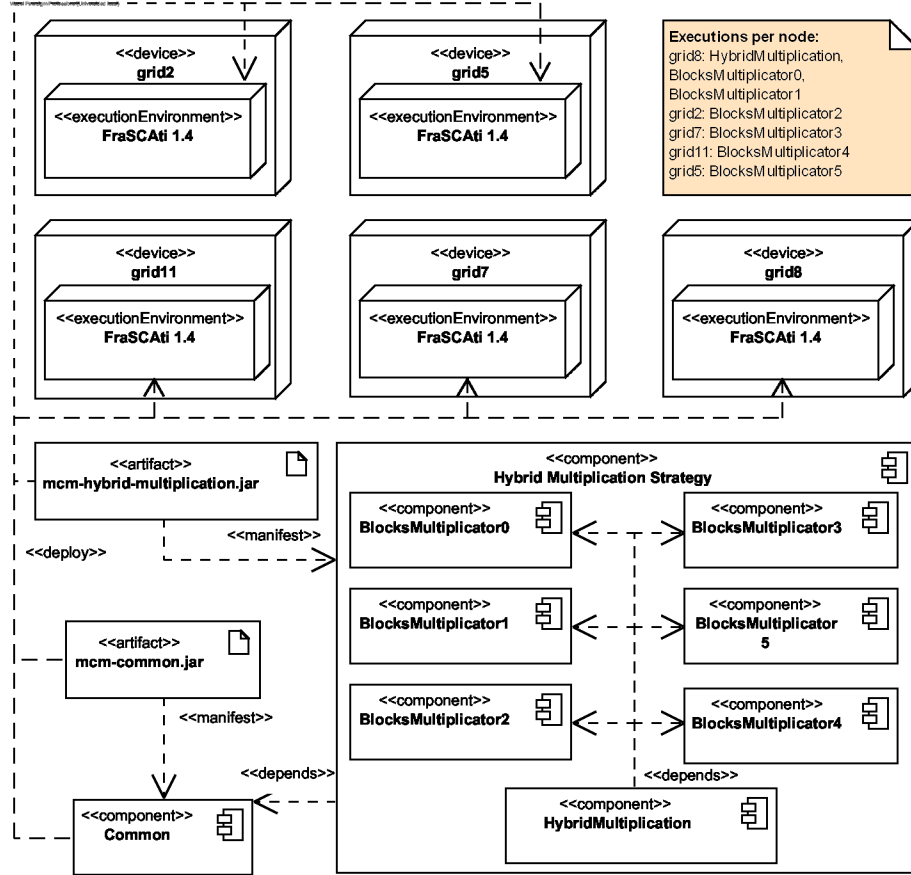 <<device>>
grid2
<<executionEnvironment>>
FraSCAti 1.4
<<device>>
grid5
<<executionEnvironment>>
FraSCAti 1.4
Executions per node:
grid8: HybridMultiplication,
BlocksMultiplicator0,
BlocksMultiplicator1
grid2: BlocksMultiplicator2
grid7: BlocksMultiplicator3
grid11: BlocksMultiplicator4
grid5: BlocksMultiplicator5
<<device>>
grid11
<<executionEnvironment>>
FraSCAti 1.4
<<device>>
grid7
<<executionEnvironment>>
FraSCAti 1.4
<<device>>
grid8
<<executionEnvironment>>
FraSCAti 1.4
<<artifact>>
mcm-hybrid-multiplication.jar
<<manifest>>
<<deploy>>
<<artifact>>
mcm-common.jar
<<manifest>>
<<depends>>
<<component>>
Common
<<component>>
Hybrid Multiplication Strategy
<<component>>
BlocksMultiplicator0
<<component>>
BlocksMultiplicator3
<<component>>
BlocksMultiplicator1
<<component>>
BlocksMultiplicator
5
<<component>>
BlocksMultiplicator2
<<component>>
BlocksMultiplicator4
<<depends>>
<<component>>
HybridMultiplication